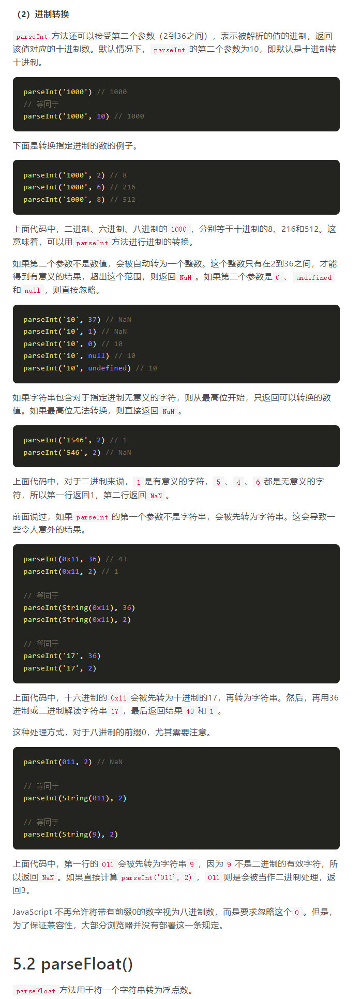 （2）进制转换
parseInt 方法还可以接受第二个参数（2到36之间），表示被解析的值的进制，返回
该值对应的十进制数。默认情况下，parseInt 的第二个参数为10，即默认是十进制转
十进制。
parseInt('1000') // 1000
// 等同于
parseInt('1000', 10) // 1000
下面是转换指定进制的数的例子。
parseInt('1000', 2) // 8
parseInt('1000', 6) // 216
parseInt('1000', 8) // 512
上面代码中，二进制、六进制、八进制的 1000 ，分别等于十进制的8、216和512。这
意味着，可以用 parseInt 方法进行进制的转换。
如果第二个参数不是数值，会被自动转为一个整数。这个整数只有在2到36之间，才能
得到有意义的结果，超出这个范围，则返回 NaN 。如果第二个参数是 0 、 undefined
和 null ，则直接忽略。
parseInt('10', 37) // NaN
parseInt('10', 1) // NaN
parseInt('10', 0) // 10
parseInt('10', null) // 10
parseInt('10', undefined) // 10
如果字符串包含对于指定进制无意义的字符，则从最高位开始，只返回可以转换的数
值。如果最高位无法转换，则直接返回 NaN 。
parseInt('1546', 2) // 1
parseInt('546', 2) // NaN
上面代码中，对于二进制来说， 1 是有意义的字符， 5 、 4 、 6 都是无意义的字
符，所以第一行返回1，第二行返回 NaN 。
前面说过，如果 parseInt 的第一个参数不是字符串，会被先转为字符串。这会导致一
些令人意外的结果。
parseInt(0x11, 36) // 43
parseInt(0x11, 2) // 1
// 等同于
parseInt(String(0x11), 36)
parseInt(String(0x11), 2)
// 等同于
parseInt('17', 36)
parseInt('17', 2)
上面代码中，十六进制的 0x11 会被先转为十进制的17，再转为字符串。然后，再用36
进制或二进制解读字符串 17 ，最后返回结果 43 和 1 。
这种处理方式，对于八进制的前缀0，尤其需要注意。
parseInt(011, 2) // NaN
// 等同于
parseInt(String(011), 2)
// 等同于
parseInt(String(9), 2)
上面代码中，第一行的 011 会被先转为字符串 9 ，因为 9 不是二进制的有效字符，所
以返回 NaN 。如果直接计算 parseInt('011', 2) ， 011 则是会被当作二进制处理，返
回3。
JavaScript 不再允许将带有前缀0的数字视为八进制数，而是要求忽略这个 0 。但是，
为了保证兼容性，大部分浏览器并没有部署这一条规定。
5.2 parseFloat()
parseFloat 方法用于将一个字符串转为浮点数。